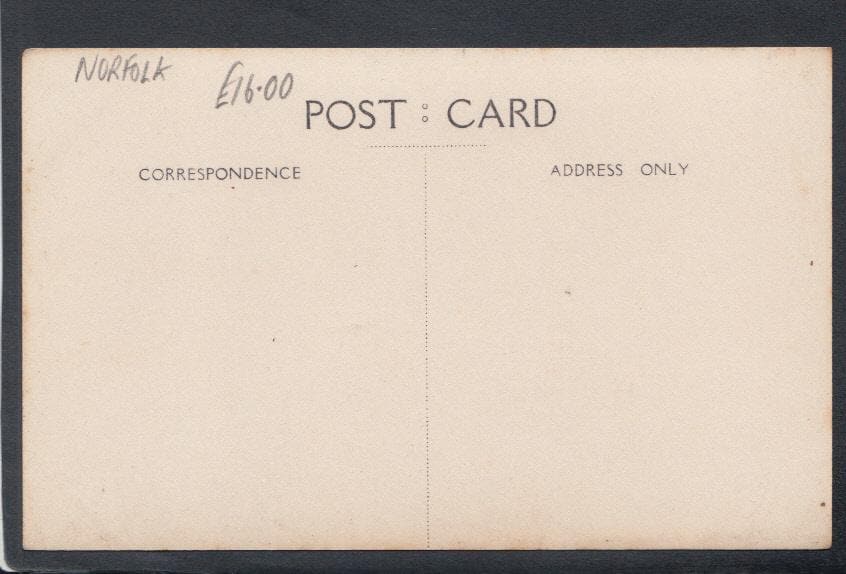 NORFOLK
£16.00
POST : CARD
CORRESPONDENCE
ADDRESS ONLY